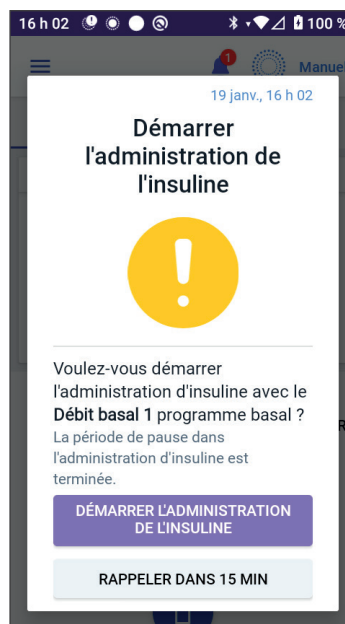 16 h 02
100 %
1
Manuel
19 janv., 16 h 02
Démarrer
l'administration de
l'insuline
Voulez-vous démarrer
l'administration d'insuline avec le
Débit basal 1 programme basal ?
La période de pause dans
l'administration d'insuline est
terminée.
DÉMARRER L'ADMINISTRATION
DE L'INSULINE
RAPPELER DANS 15 MIN